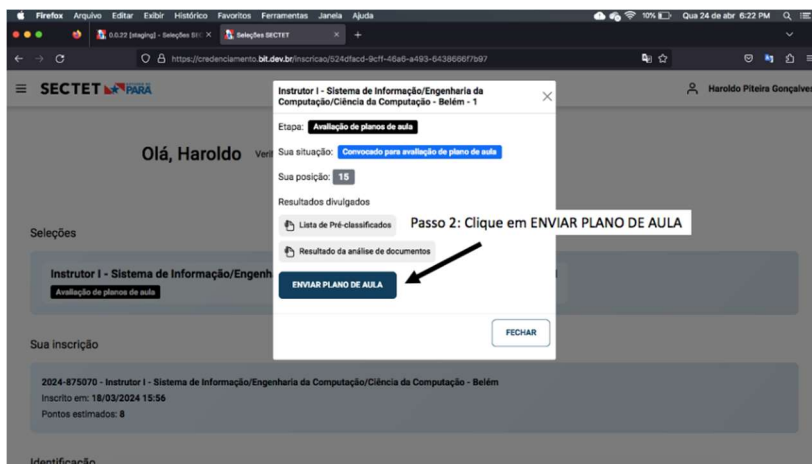 Firefox Arquivo Editar Exibir Histórico Favoritos Ferramentas Janela Ajuda
10% Qua 24 de abr 6:22 PM
0.0.22 [staging] - Seleções SEC
Seleções SECTET
https://credenciamento.bit.dev.br/inscricao/524dfacd-9cff-46a6-a493-6438666f7b97
SECTET
PARÁ
Haroldo Piteira Gonçalves
Instrutor I - Sistema de Informação/Engenharia da
Computação/Ciência da Computação - Belém - 1
Etapa: Avaliação de planos de aula
Olá, Haroldo
Sua situação: Convocado para avaliação de plano de aula
Sua posição: 15
Resultados divulgados
Lista de Pré-classificados
Passo 2: Clique em ENVIAR PLANO DE AULA
Seleções
Resultado da análise de documentos
Instrutor I - Sistema de Informação/Engenh
ENVIAR PLANO DE AULA
Avaliação de planos de aula
FECHAR
Sua inscrição
2024-875070 - Instrutor I - Sistema de Informação/Engenharia da Computação/Ciência da Computação - Belém
Inscrito em: 18/03/2024 15:56
Pontos estimados: 8
Identificação